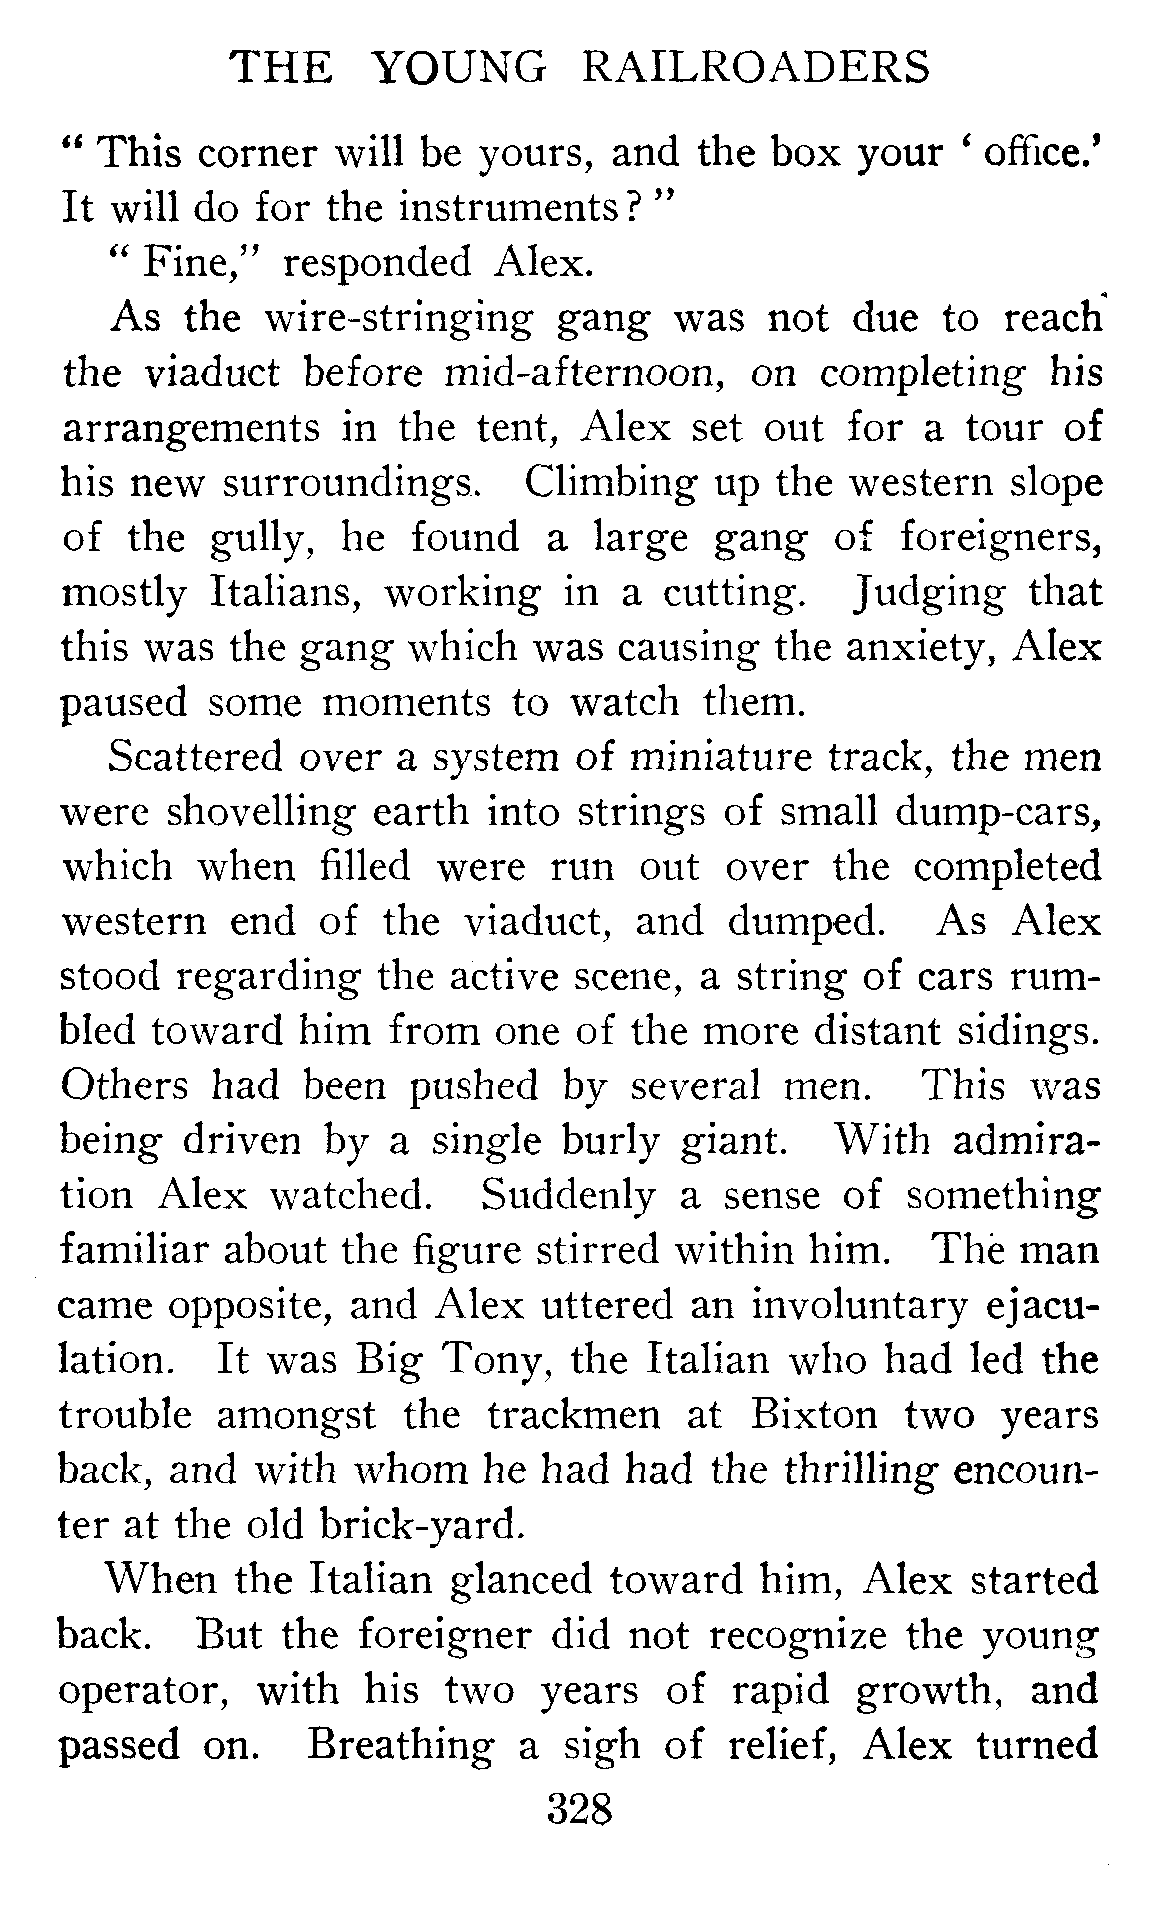 THE YOUNG RAILROADERS
“ This corner will be yours, and the box your ‘ office.’
It will do for the instruments? ”
“ Fine,” responded Alex.
As the wire-stringing gang was not due to reach
the viaduct before mid-afternoon, on completing his
arrangements in the tent, Alex set out for a tour of
his new surroundings. Climbing up the western slope
of the gully, he found a large gang of foreigners,
mostly Italians, working in a cutting. Judging that
this was the gang which was causing the anxiety, Alex
paused some moments to watch them.
Scattered over a system of miniature track, the men
were shovelling earth into strings of small dump-cars,
which when filled were run out over the completed
western end of the viaduct, and dumped. As Alex
stood regarding the active scene, a string of cars rum-
bled toward him from one of the more distant sidings.
Others had been pushed by several men. This was
being driven by a single burly giant. With admira-
tion Alex watched. Suddenly a sense of something
familiar about the figure stirred within him. The man
came opposite, and Alex uttered an involuntary ejacu-
lation. It was Big Tony, the Italian who had led the
trouble amongst the trackmen at Bixton two years
back, and with whom he had had the thrilling encoun-
ter at the old brick-yard.
When the Italian glanced toward him, Alex started
back. But the foreigner did not recognize the young
operator, with his two years of rapid growth, and
passed on. Breathing a sigh of relief, Alex turned
328